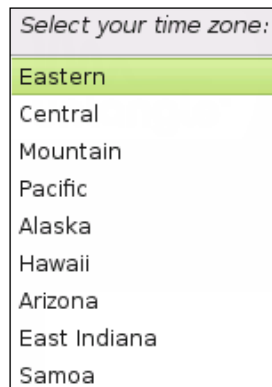 Select your time zone:
Eastern
Central
Mountain
Pacific
Alaska
Hawaii
Arizona
East Indiana
Samoa